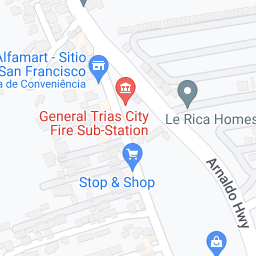 Alfamart - Sitio
San Francisco
a de Conveniência
General Trias City
Fire Sub-Station
Le Rica Homes
Arnaldo Hwy
Stop & Shop